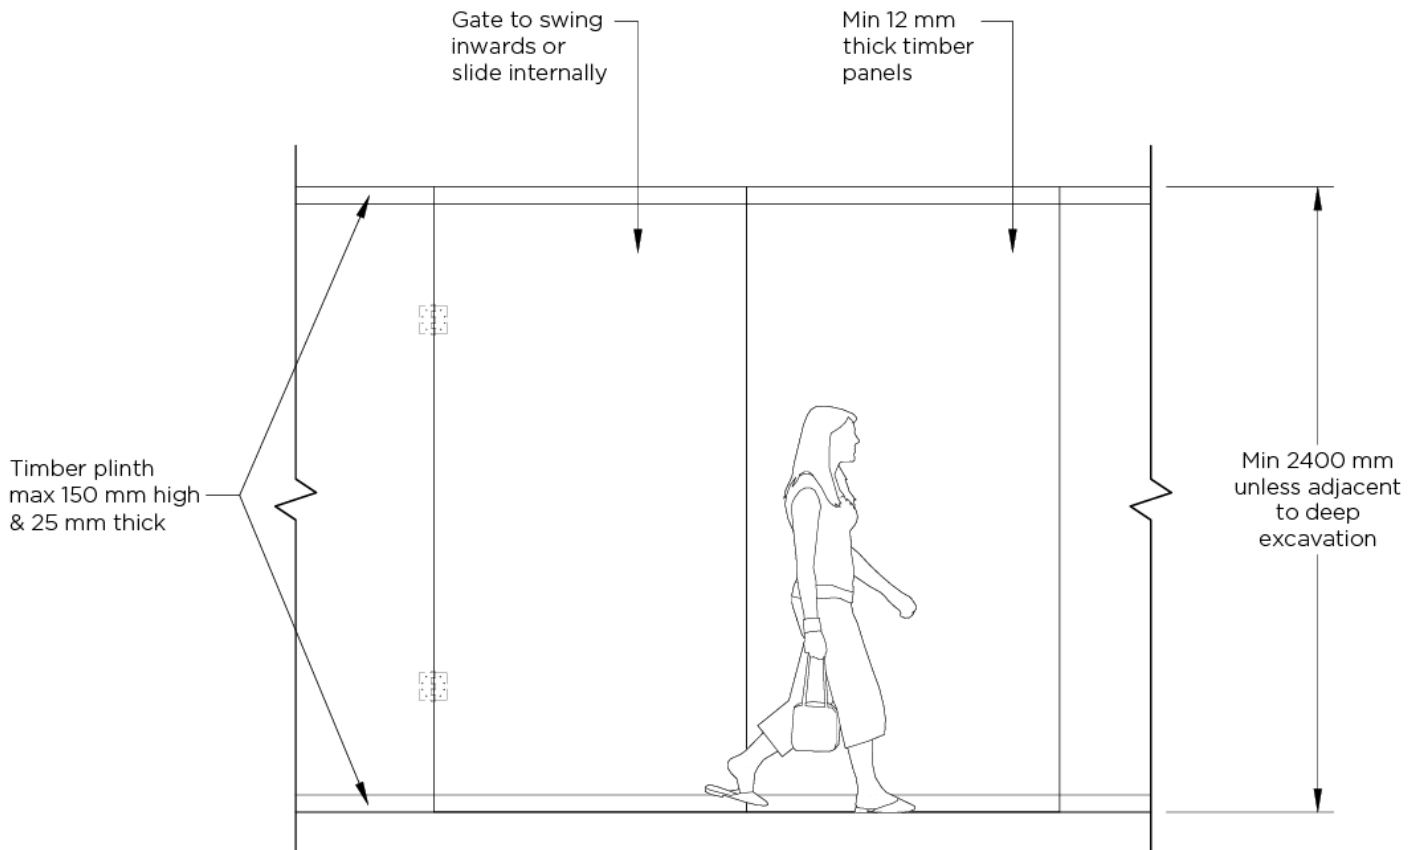 Gate to swing
inwards or
slide internally
Min 12 mm
thick timber
panels
Timber plinth
max 150 mm high
& 25 mm thick
Min 2400 mm
unless adjacent
to deep
excavation